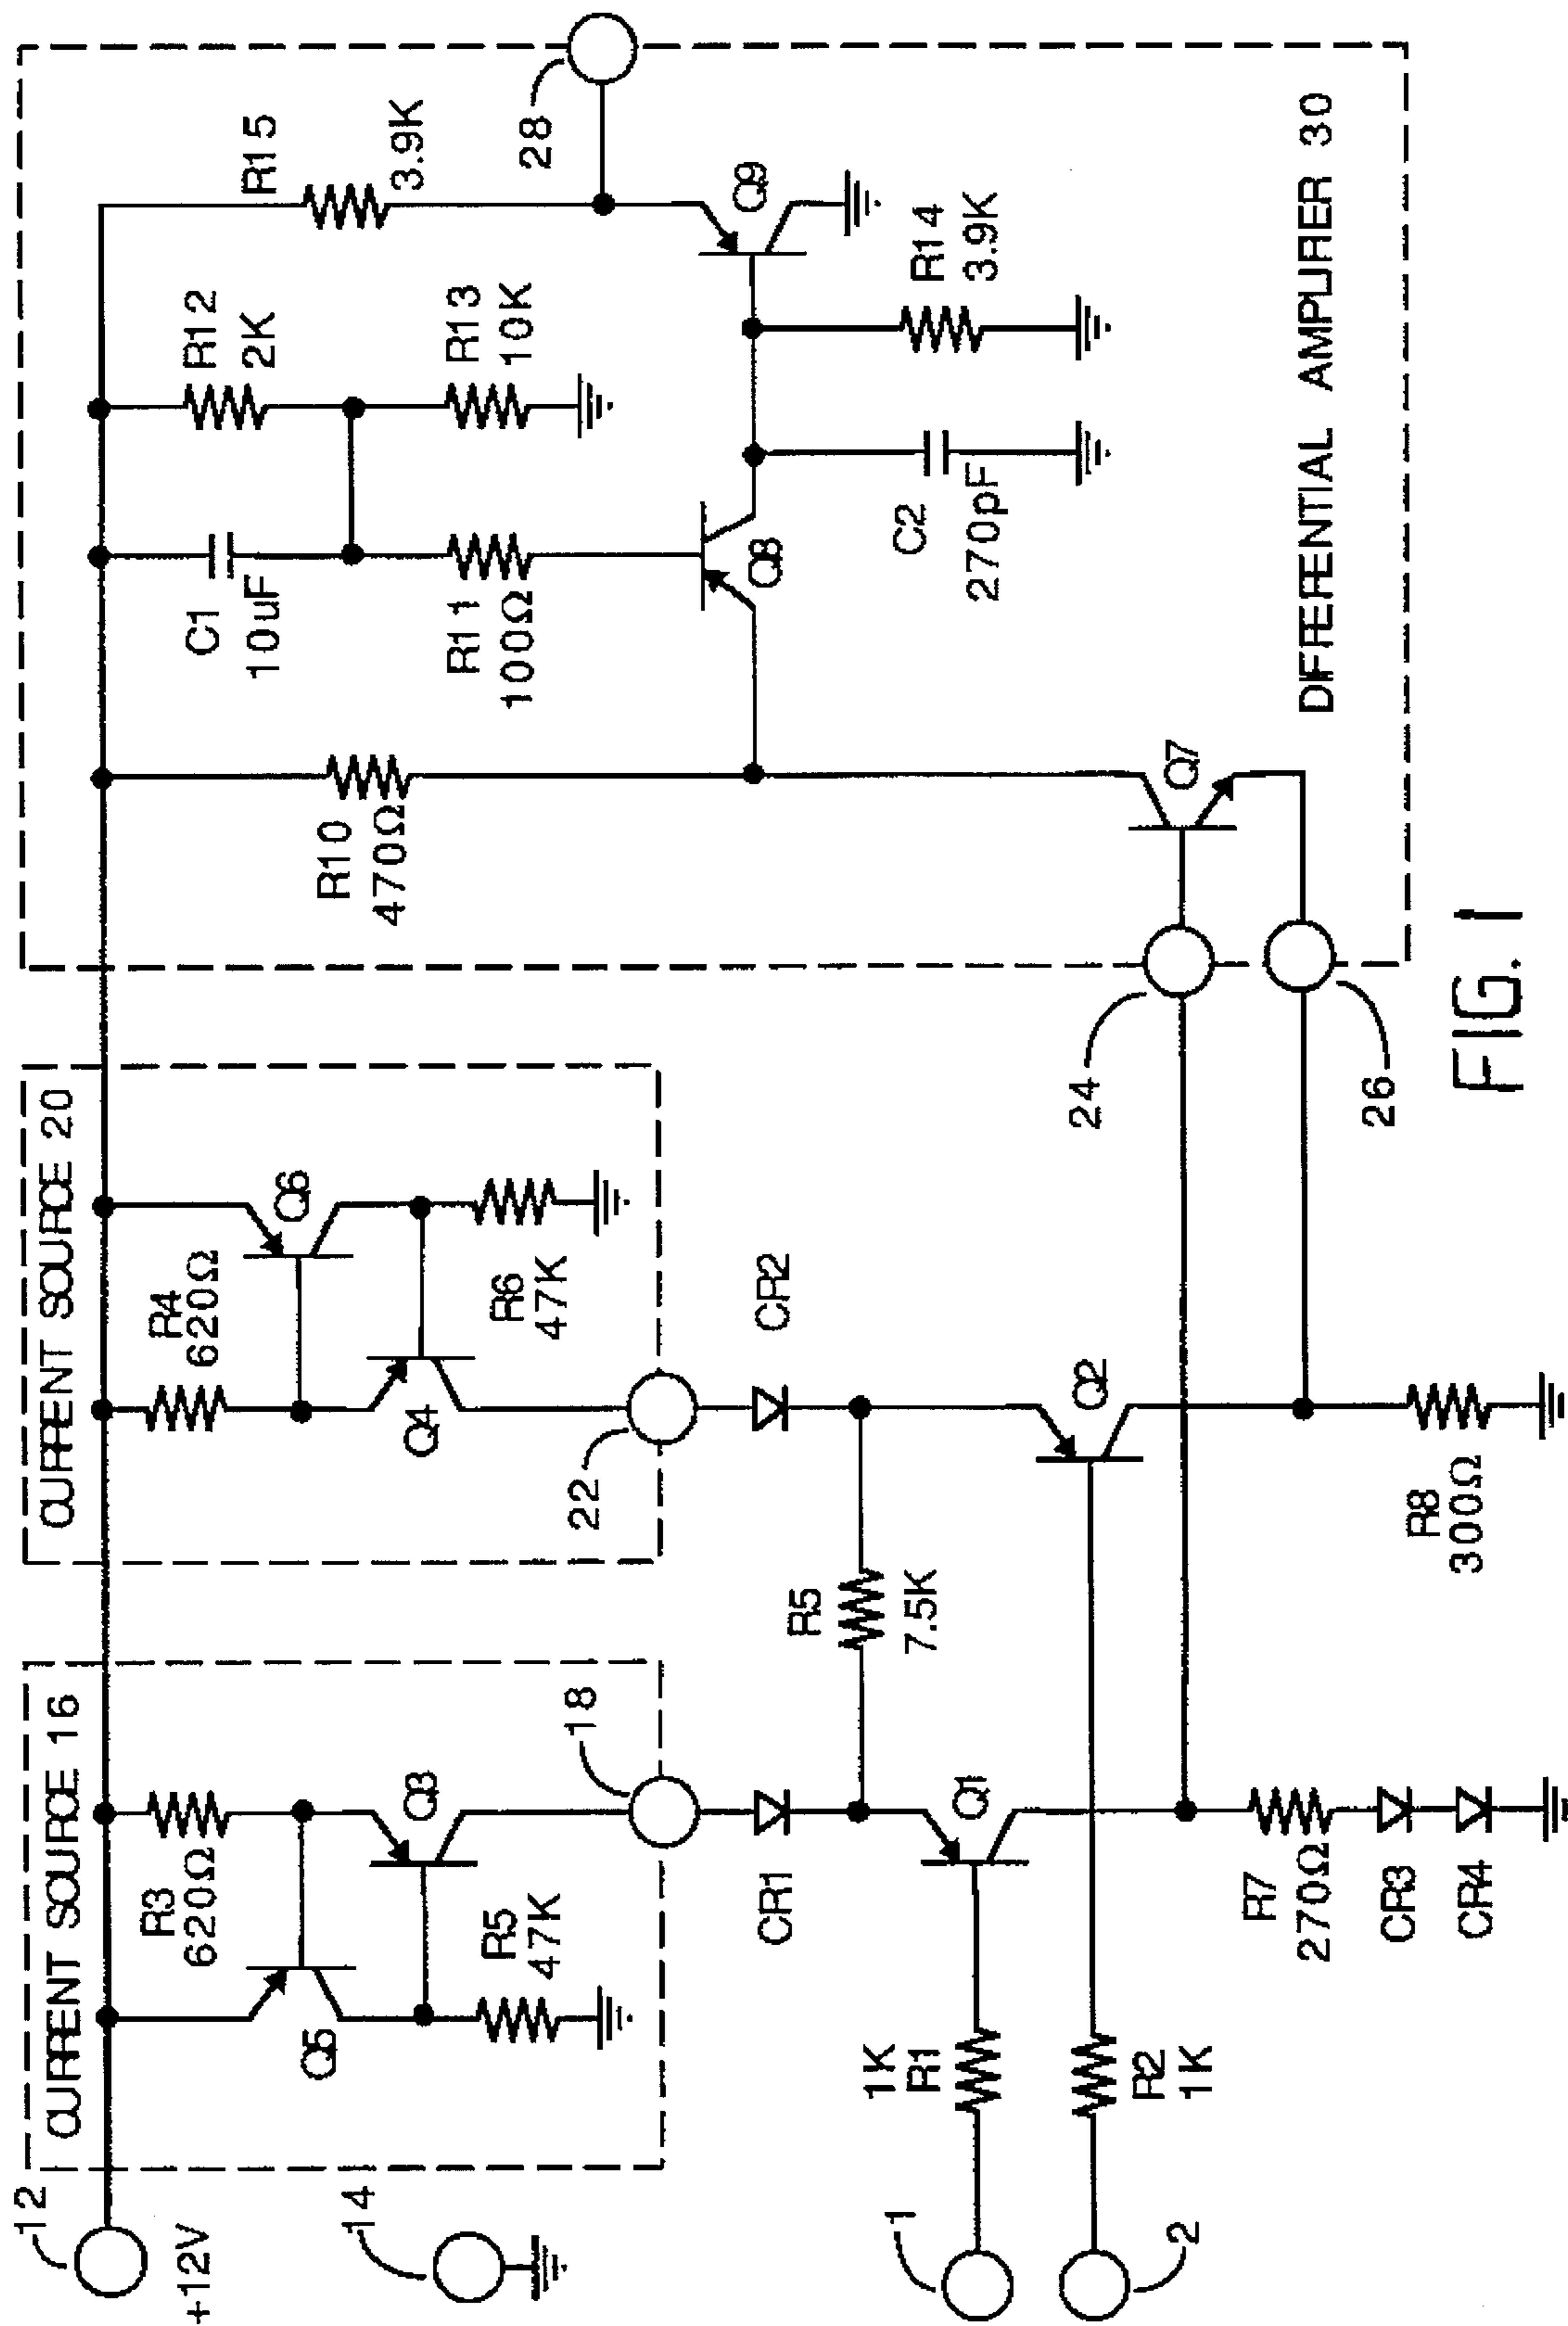 12
+12V
14
CURRENT SOURCE 16
R3
620Ω
Q5
Q3
R5
47K
18
CURRENT SOURCE 20
R4
620Ω
Q6
Q4
R6
47K
22
CR1
CR2
R5
7.5K
1
1K
R1
Q1
2
R2
1K
Q2
R7
270Ω
CR3
CR4
R8
300Ω
24
26
R10
470Ω
C1
10uF
R12
2K
R11
100Ω
R13
10K
R15
3.9K
28
Q8
Q9
C2
270pF
R14
3.9K
Q7
DIFFERENTIAL AMPLIFIER 30
FIG. 1